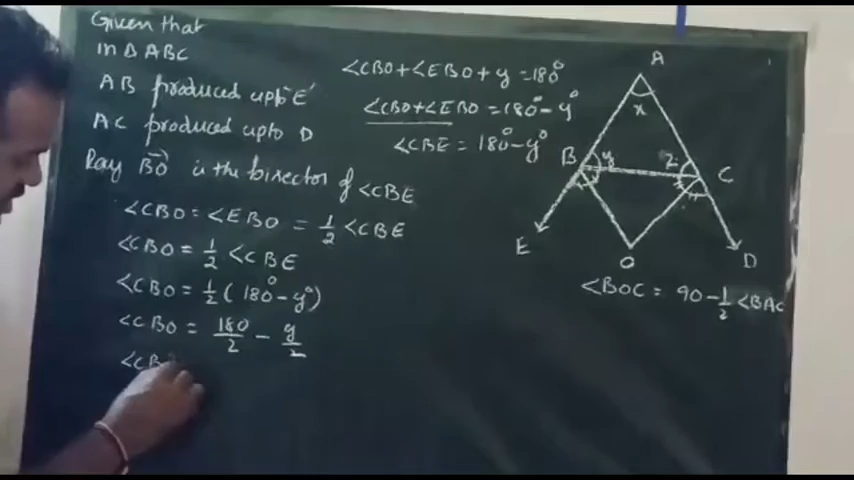 Given that
In Δ ABC
AB produced upto E
AC produced upto D
Ray BO is the bisector of <CBE
<CBO = <EBO = 1/2 <CBE
<CBO = 1/2 <CBE
<CBO = 1/2 (180° - y°)
<CBO = 180/2 - y/2
<CB
<CBO + <EBO + y = 180°
<CBO + <EBO = 180° - y°
<CBE = 180° - y°
A
x
B y z C
E O D
<BOC = 90 - 1/2 <BAC